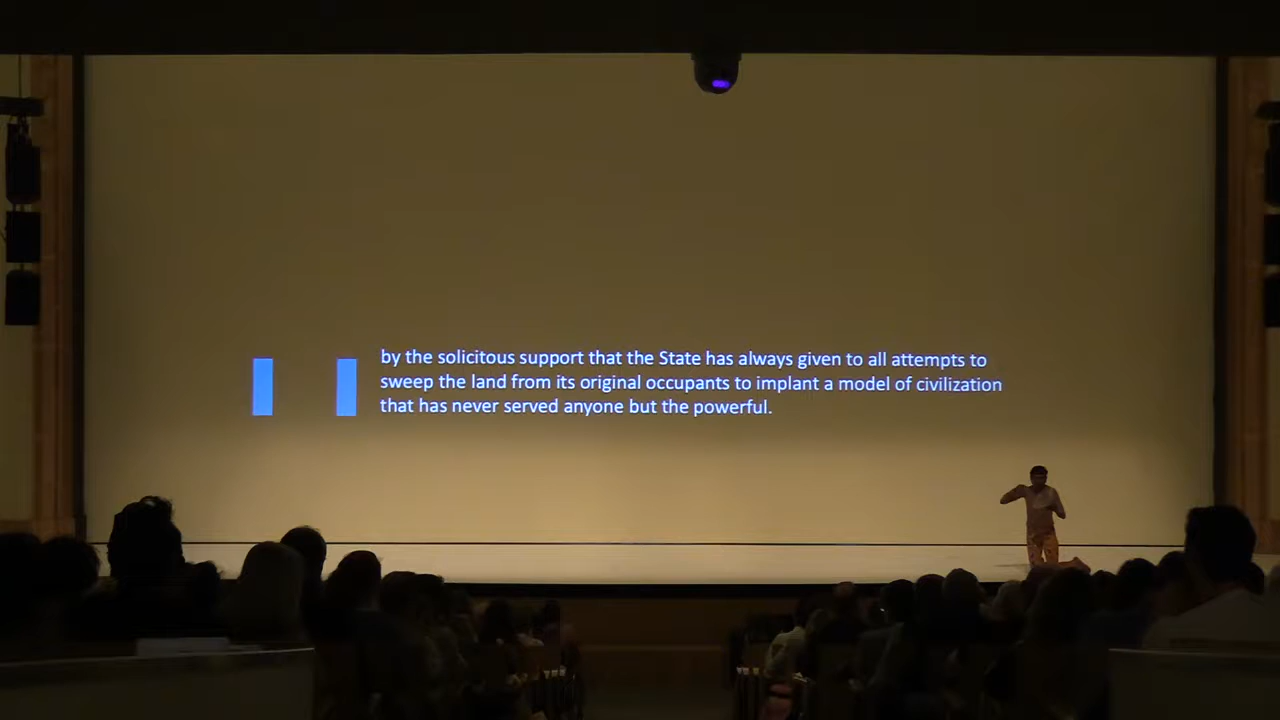 by the solicitous support that the State has always given to all attempts to
sweep the land from its original occupants to implant a model of civilization
that has never served anyone but the powerful.